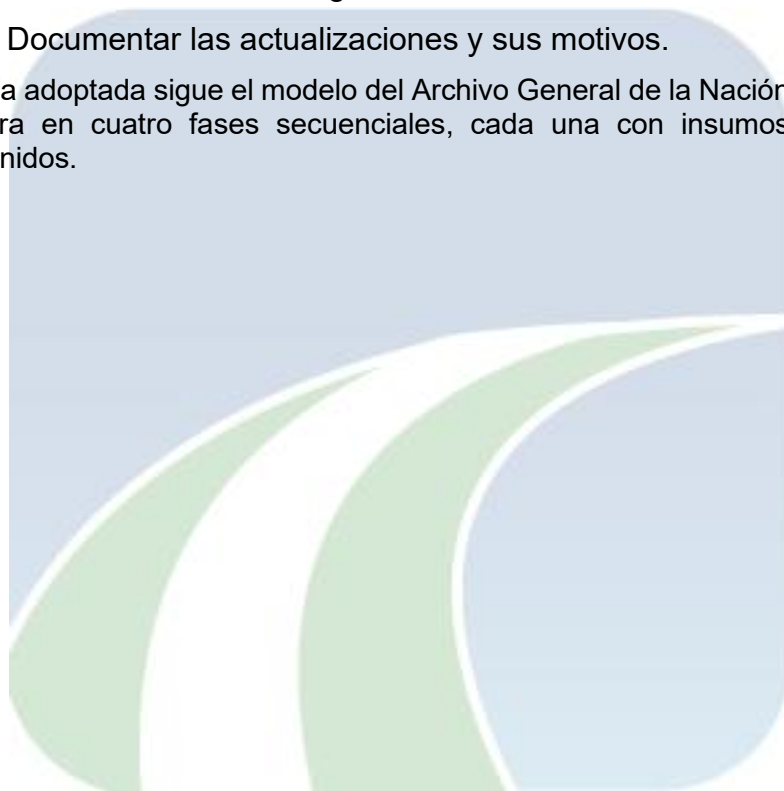 Documentar las actualizaciones y sus motivos.
a adoptada sigue el modelo del Archivo General de la Nación
ra en cuatro fases secuenciales, cada una con insumos
nidos.